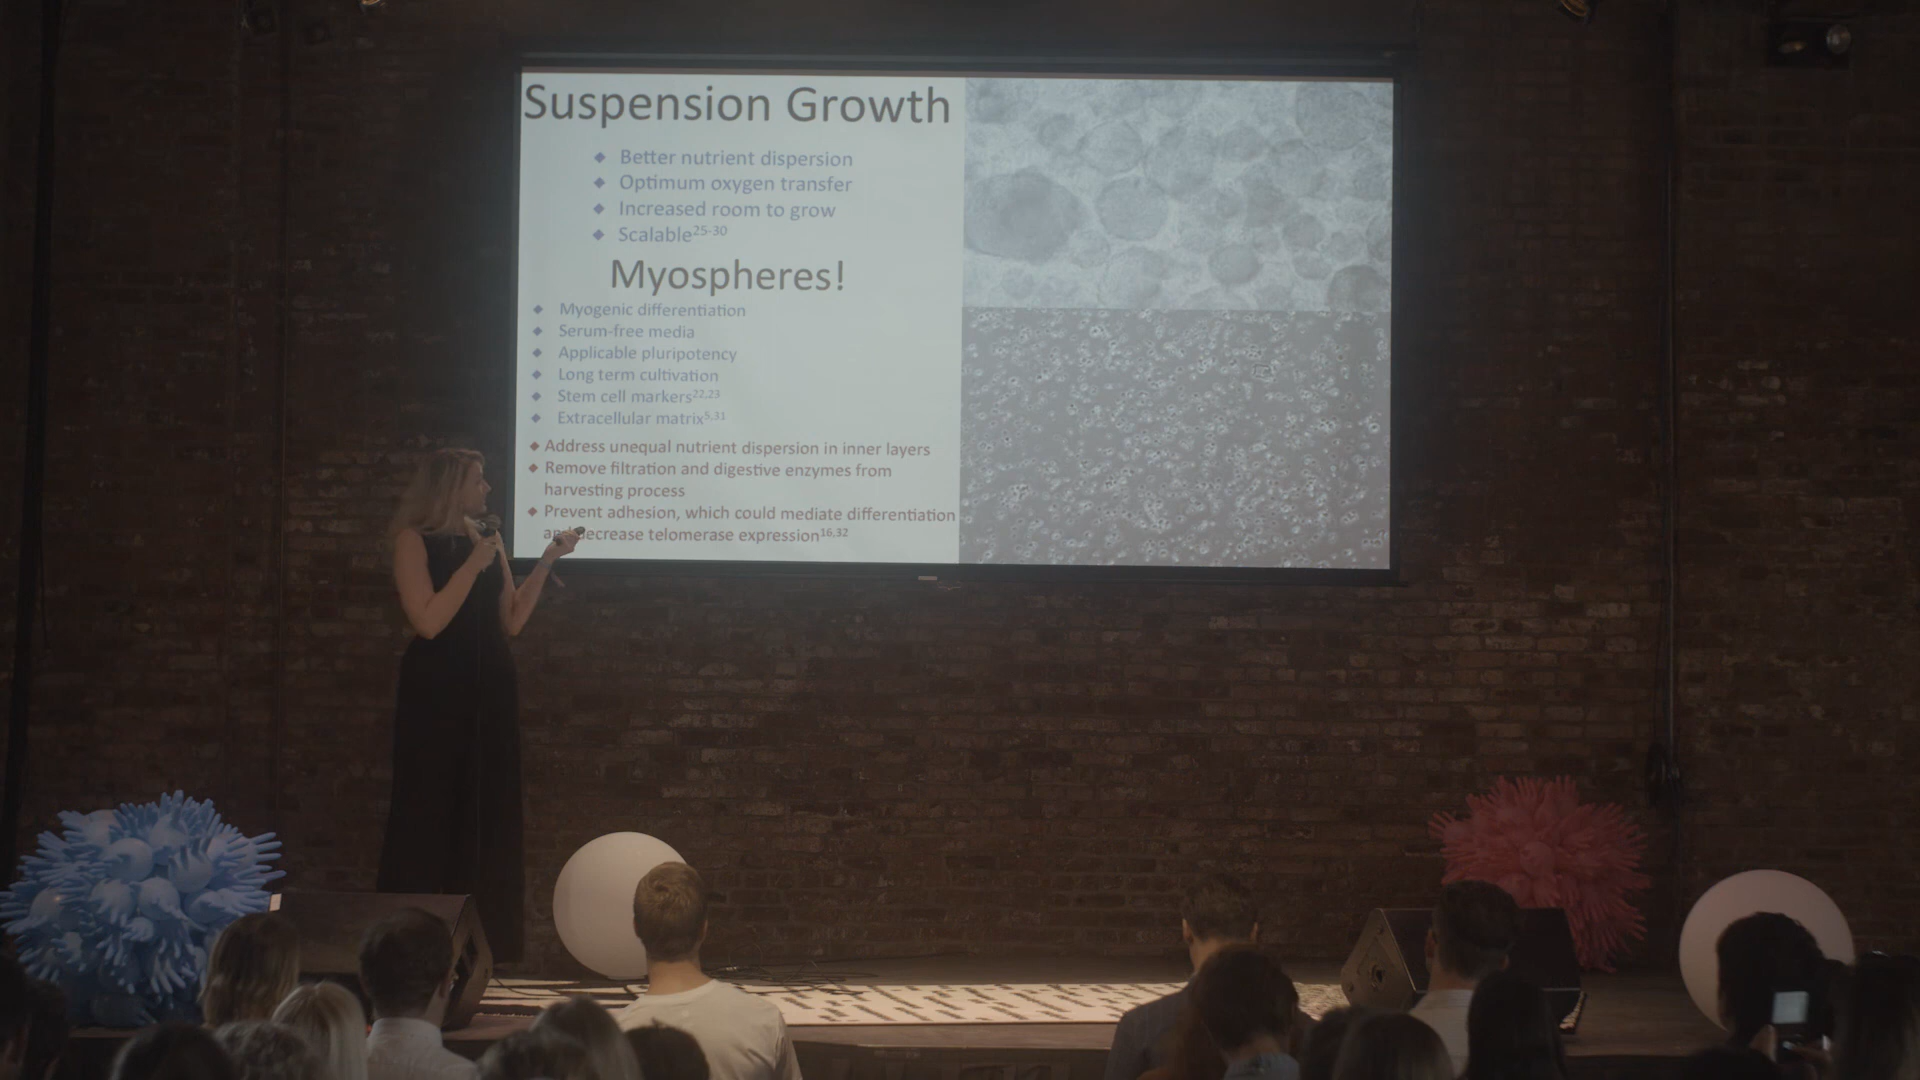 Suspension Growth
◆ Better nutrient dispersion
◆ Optimum oxygen transfer
◆ Increased room to grow
◆ Scalable25-30
Myospheres!
◆ Myogenic differentiation
◆ Serum-free media
◆ Applicable pluripotency
◆ Long term cultivation
◆ Stem cell markers22,23
◆ Extracellular matrix5,31
◆ Address unequal nutrient dispersion in inner layers
◆ Remove filtration and digestive enzymes from
harvesting process
◆ Prevent adhesion, which could mediate differentiation
and decrease telomerase expression16,32